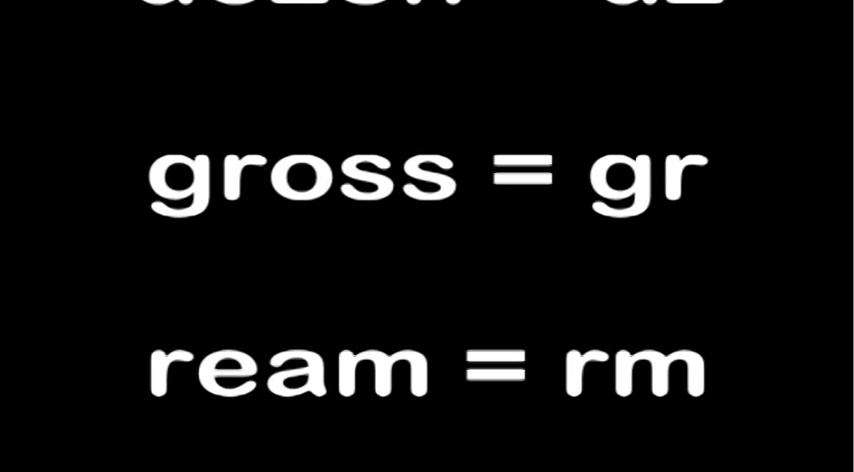 gross = gr
ream = rm